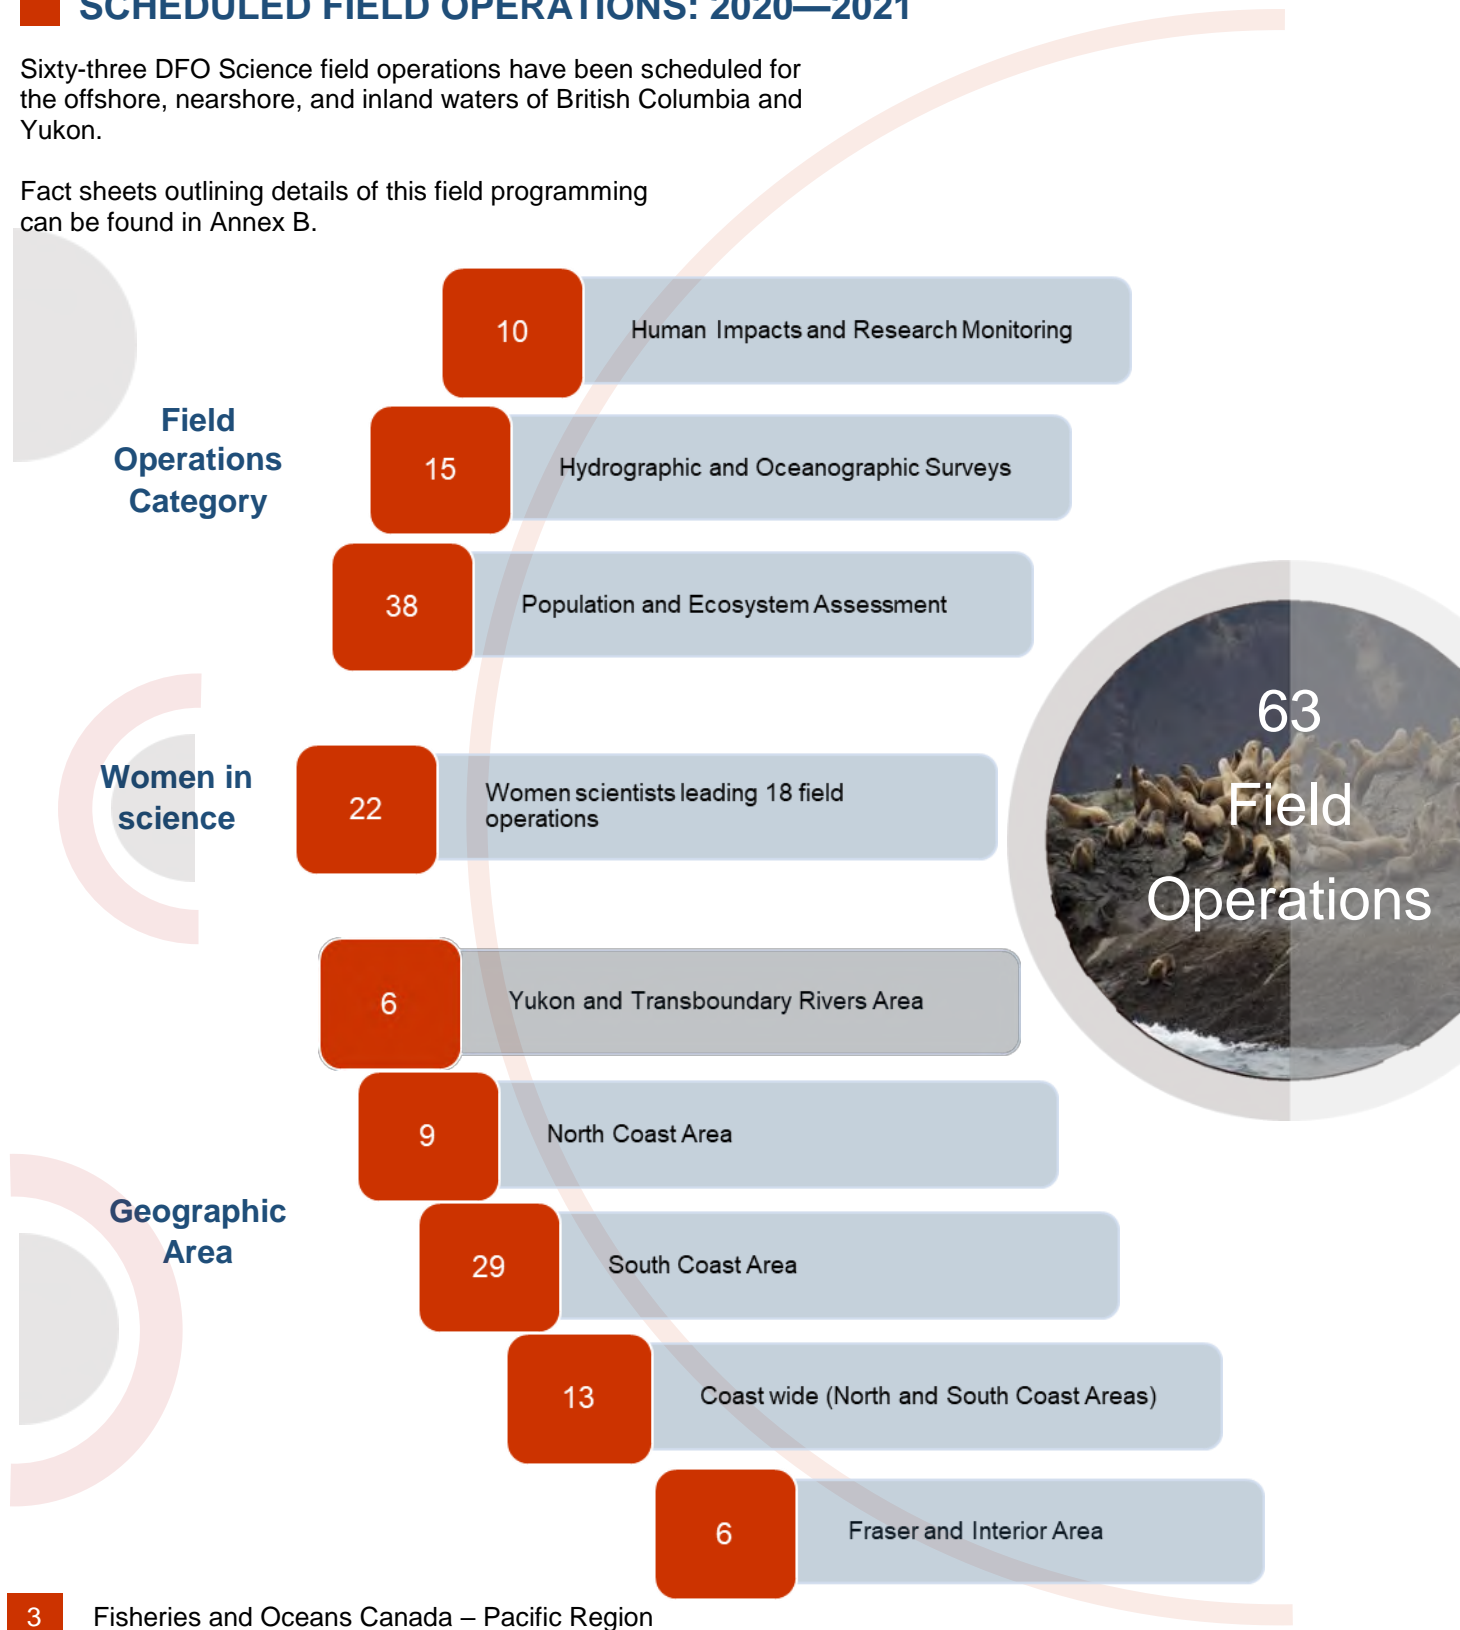 SCHEDULED FIELD OPERATIONS: 2020—2021
Sixty-three DFO Science field operations have been scheduled for
the offshore, nearshore, and inland waters of British Columbia and
Yukon.
Fact sheets outlining details of this field programming
can be found in Annex B.
Field
Operations
Category
10
Human Impacts and Research Monitoring
15
Hydrographic and Oceanographic Surveys
38
Population and Ecosystem Assessment
Women in
science
22
Women scientists leading 18 field
operations
63
Field
Operations
Geographic
Area
6
Yukon and Transboundary Rivers Area
9
North Coast Area
29
South Coast Area
13
Coast wide (North and South Coast Areas)
6
Fraser and Interior Area
3
Fisheries and Oceans Canada – Pacific Region